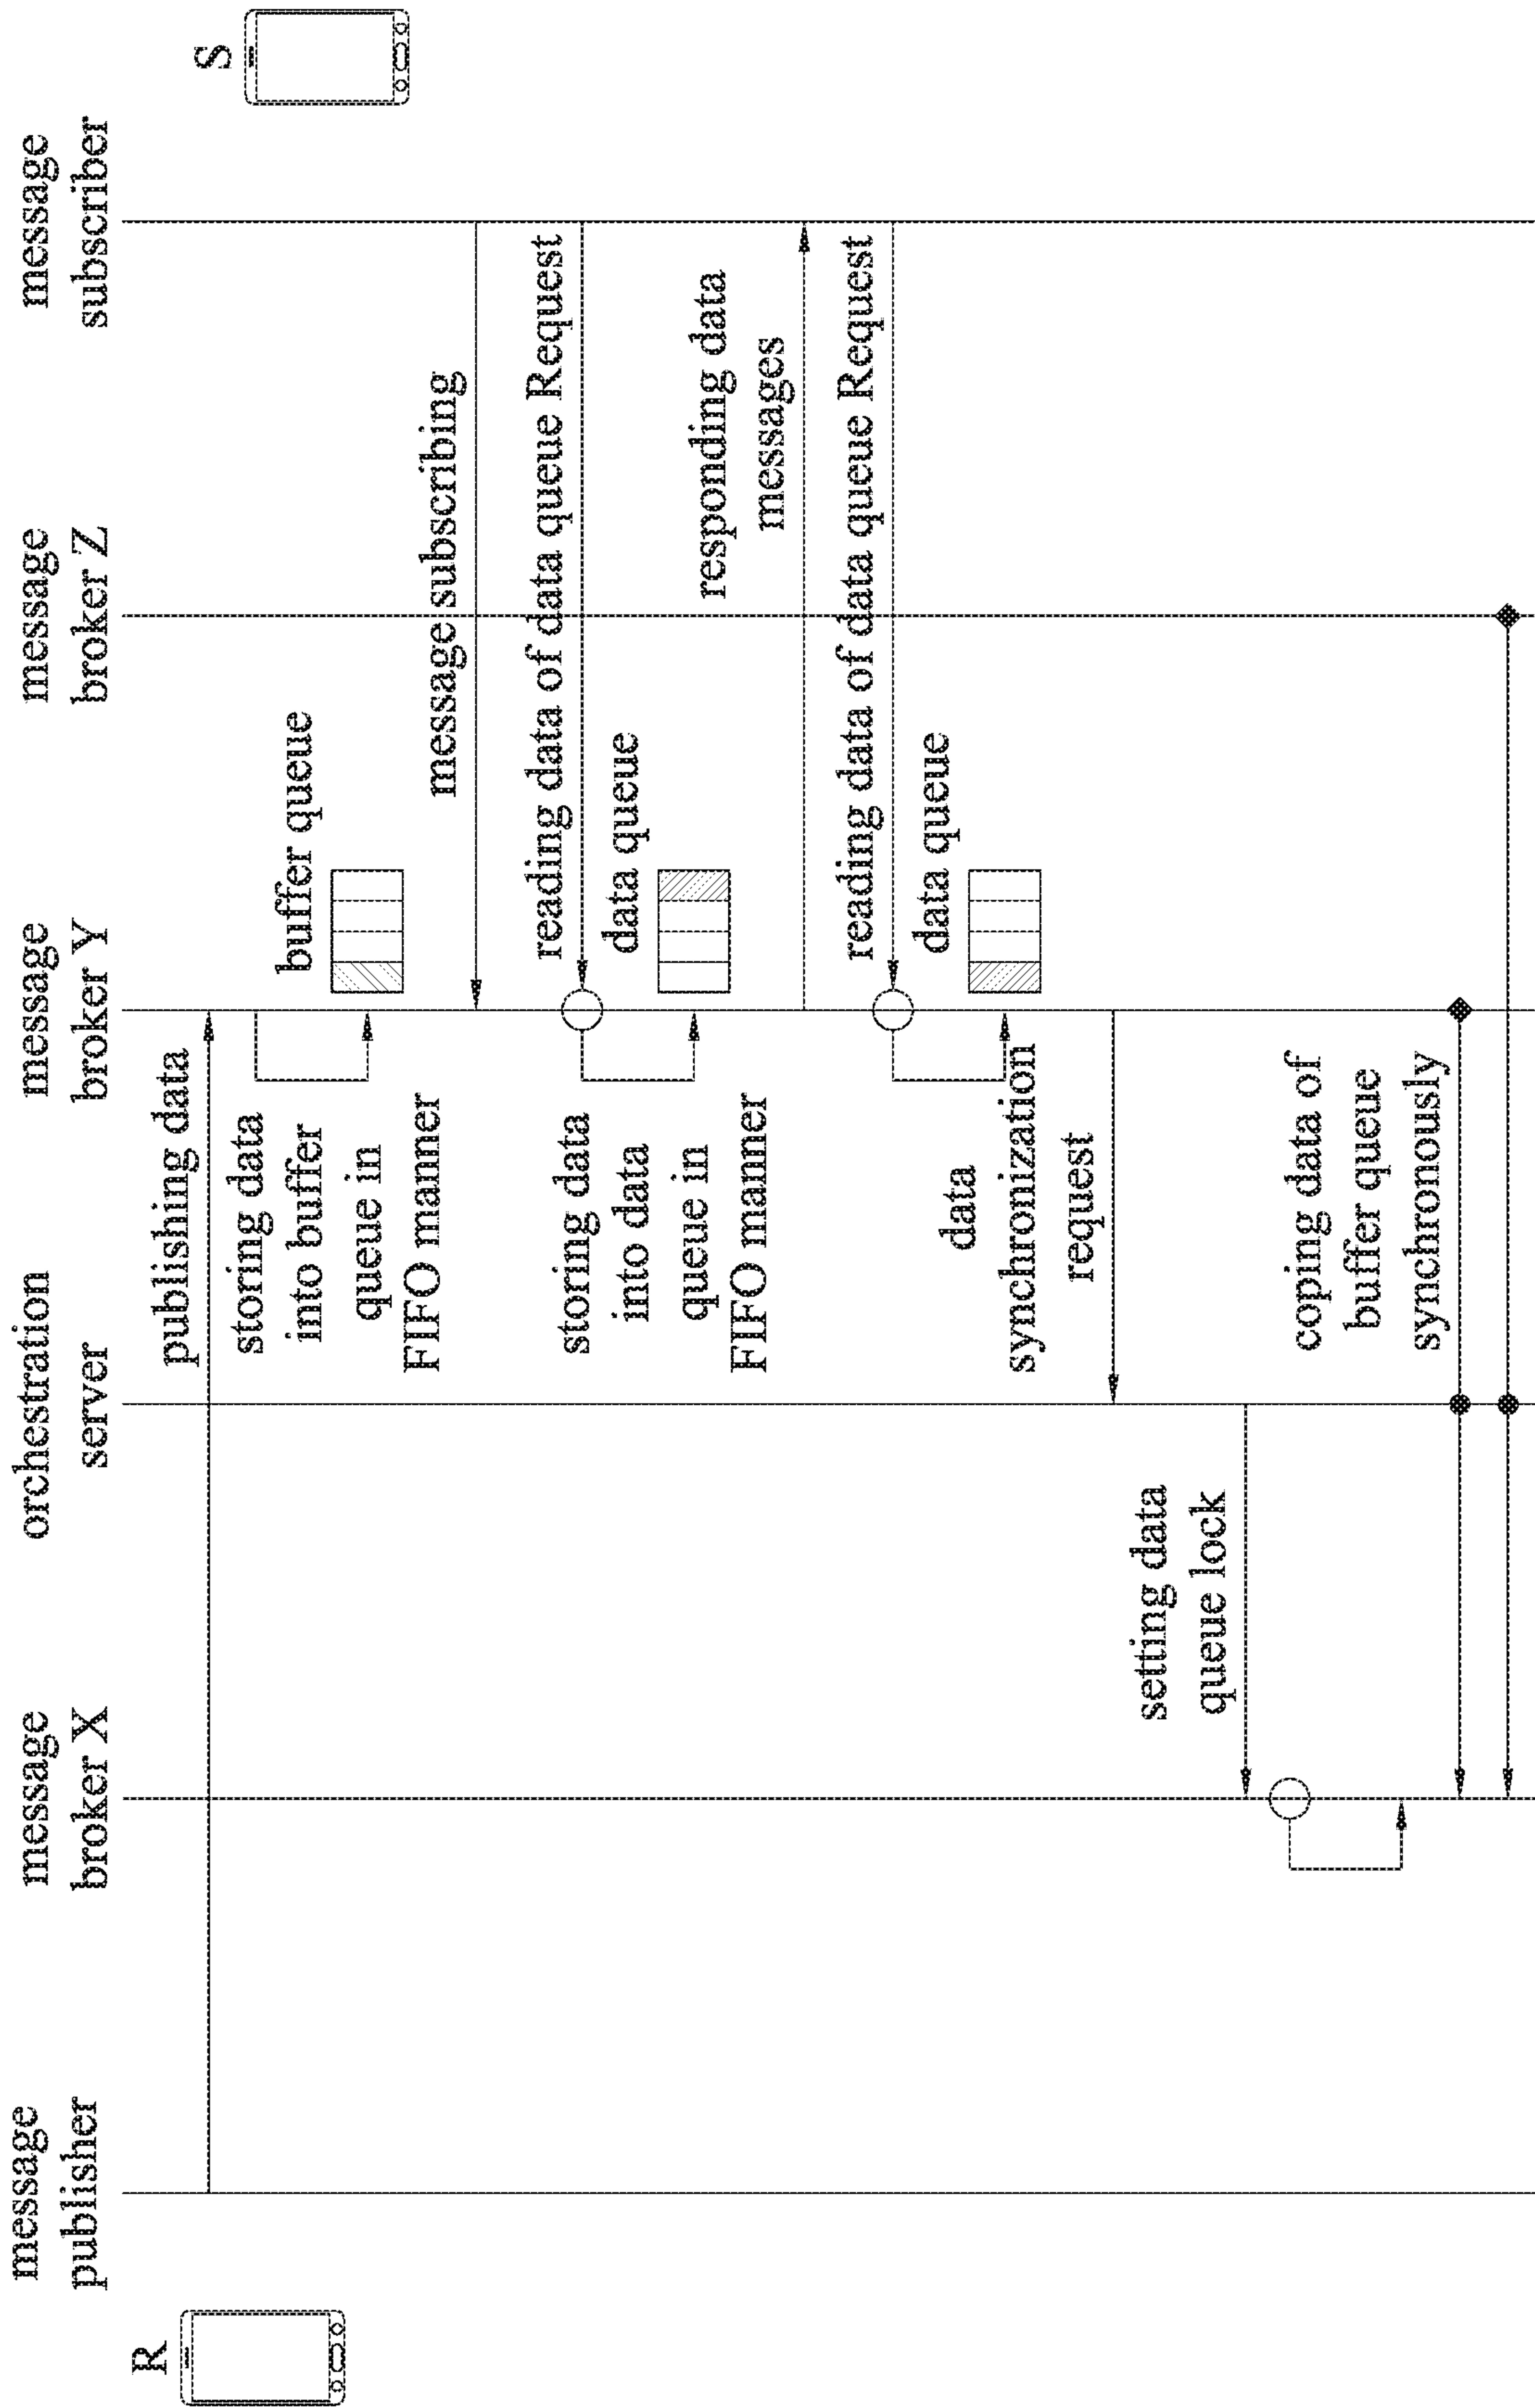 R
message
publisher
message
broker X
orchestration
server
message
broker Y
message
broker Z
message
subscriber
S
publishing data
storing data
into buffer
queue in
FIFO manner
buffer queue
message subscribing
reading data of data queue Request
storing data
into data
queue in
FIFO manner
data queue
responding data
messages
reading data of data queue Request
data queue
data
synchronization
request
setting data
queue lock
coping data of
buffer queue
synchronously